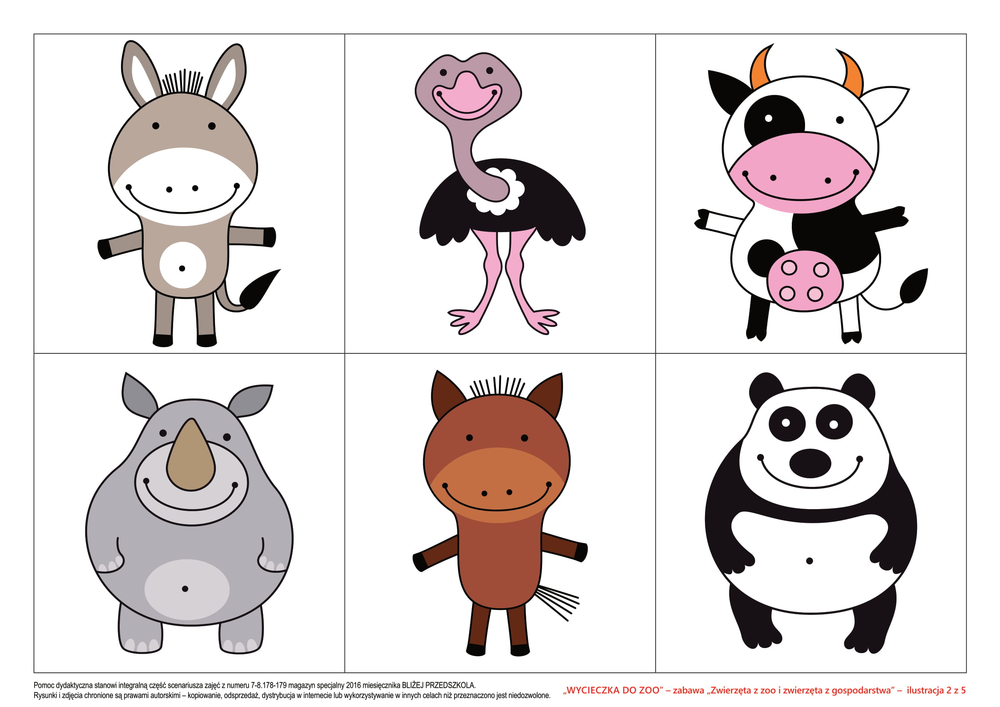 Pomoc dydaktyczna stanowi integralną część scenariusza zajęć z numeru 7-8.178-179 magazyn specjalny 2016 miesięcznika BLIŻEJ PRZEDSZKOLA.
Rysunki i zdjęcia chronione są prawami autorskimi – kopiowanie, odsprzedaż, dystrybucja w internecie lub wykorzystywanie w innych celach niż przeznaczono jest niedozwolone.
„WYCIECZKA DO ZOO” – zabawa „Zwierzęta z zoo i zwierzęta z gospodarstwa” – ilustracja 2 z 5